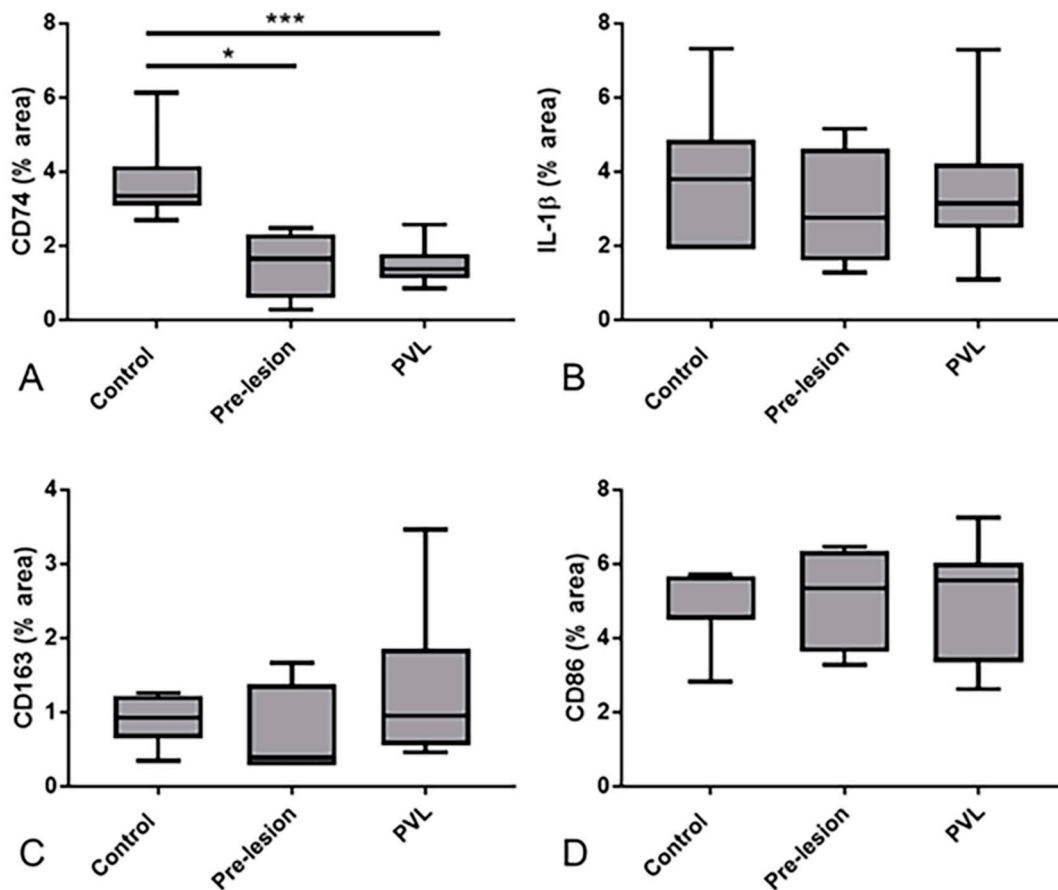 ***
*
8
6
4
2
0
CD74 (% area)
Control
Pre-lesion
PVL
A
8
6
4
2
0
IL-1β (% area)
Control
Pre-lesion
PVL
B
4
3
2
1
0
CD163 (% area)
Control
Pre-lesion
PVL
C
8
6
4
2
0
CD86 (% area)
Control
Pre-lesion
PVL
D